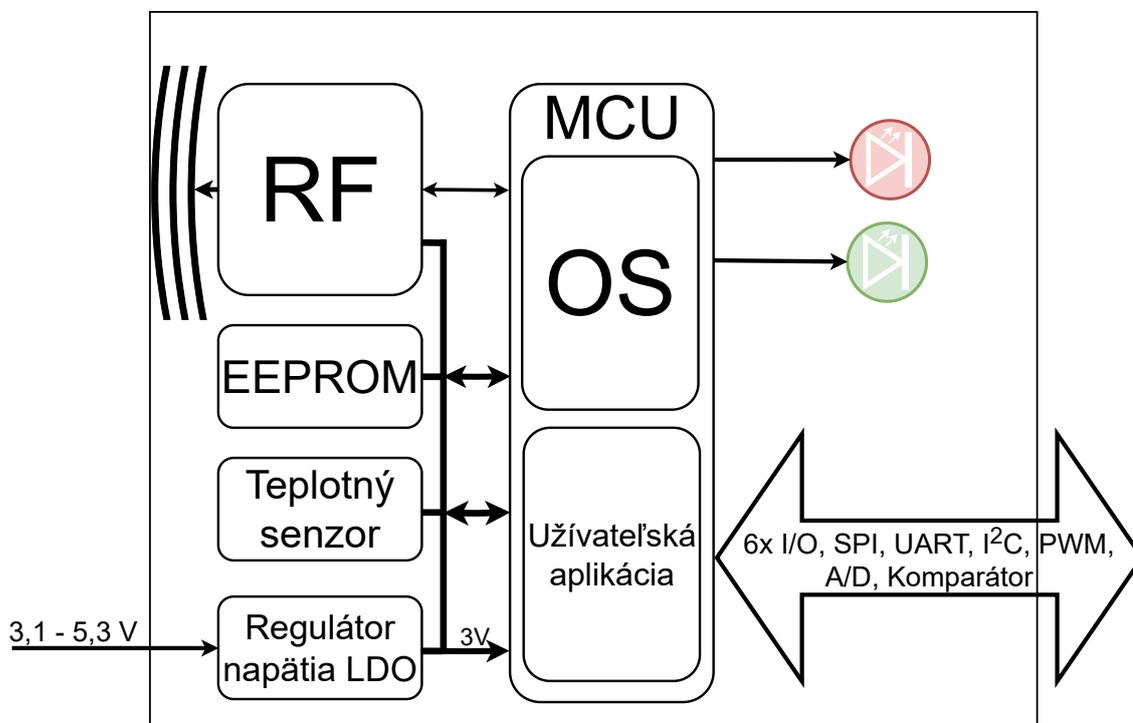 MCU
RF
OS
EEPROM
Teplotný
senzor
Užívateľská
aplikácia
6x I/O, SPI, UART, I²C, PWM,
A/D, Komparátor
3,1 - 5,3 V
Regulátor
napätia LDO
3V